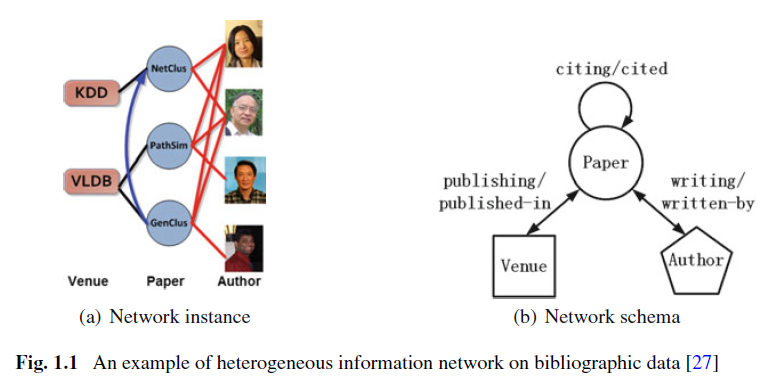 KDD
VLDB
NetClus
PathSim
GenClus
Venue Paper Author
(a) Network instance
citing/cited
Paper
publishing/
published-in
writing/
written-by
Venue
Author
(b) Network schema
Fig. 1.1 An example of heterogeneous information network on bibliographic data [27]